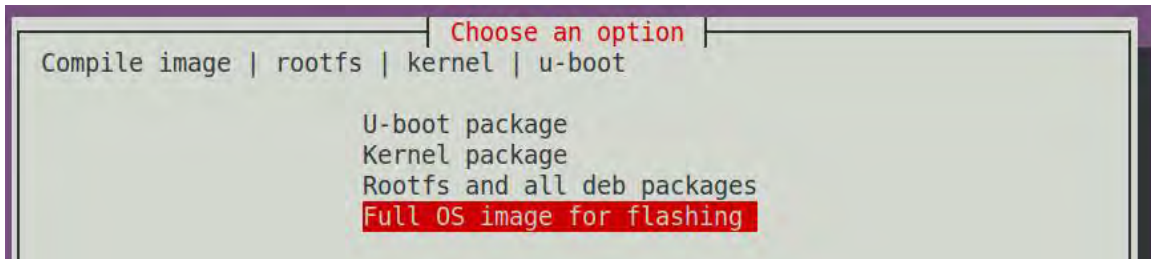 Choose an option
Compile image | rootfs | kernel | u-boot
U-boot package
Kernel package
Rootfs and all deb packages
Full OS image for flashing